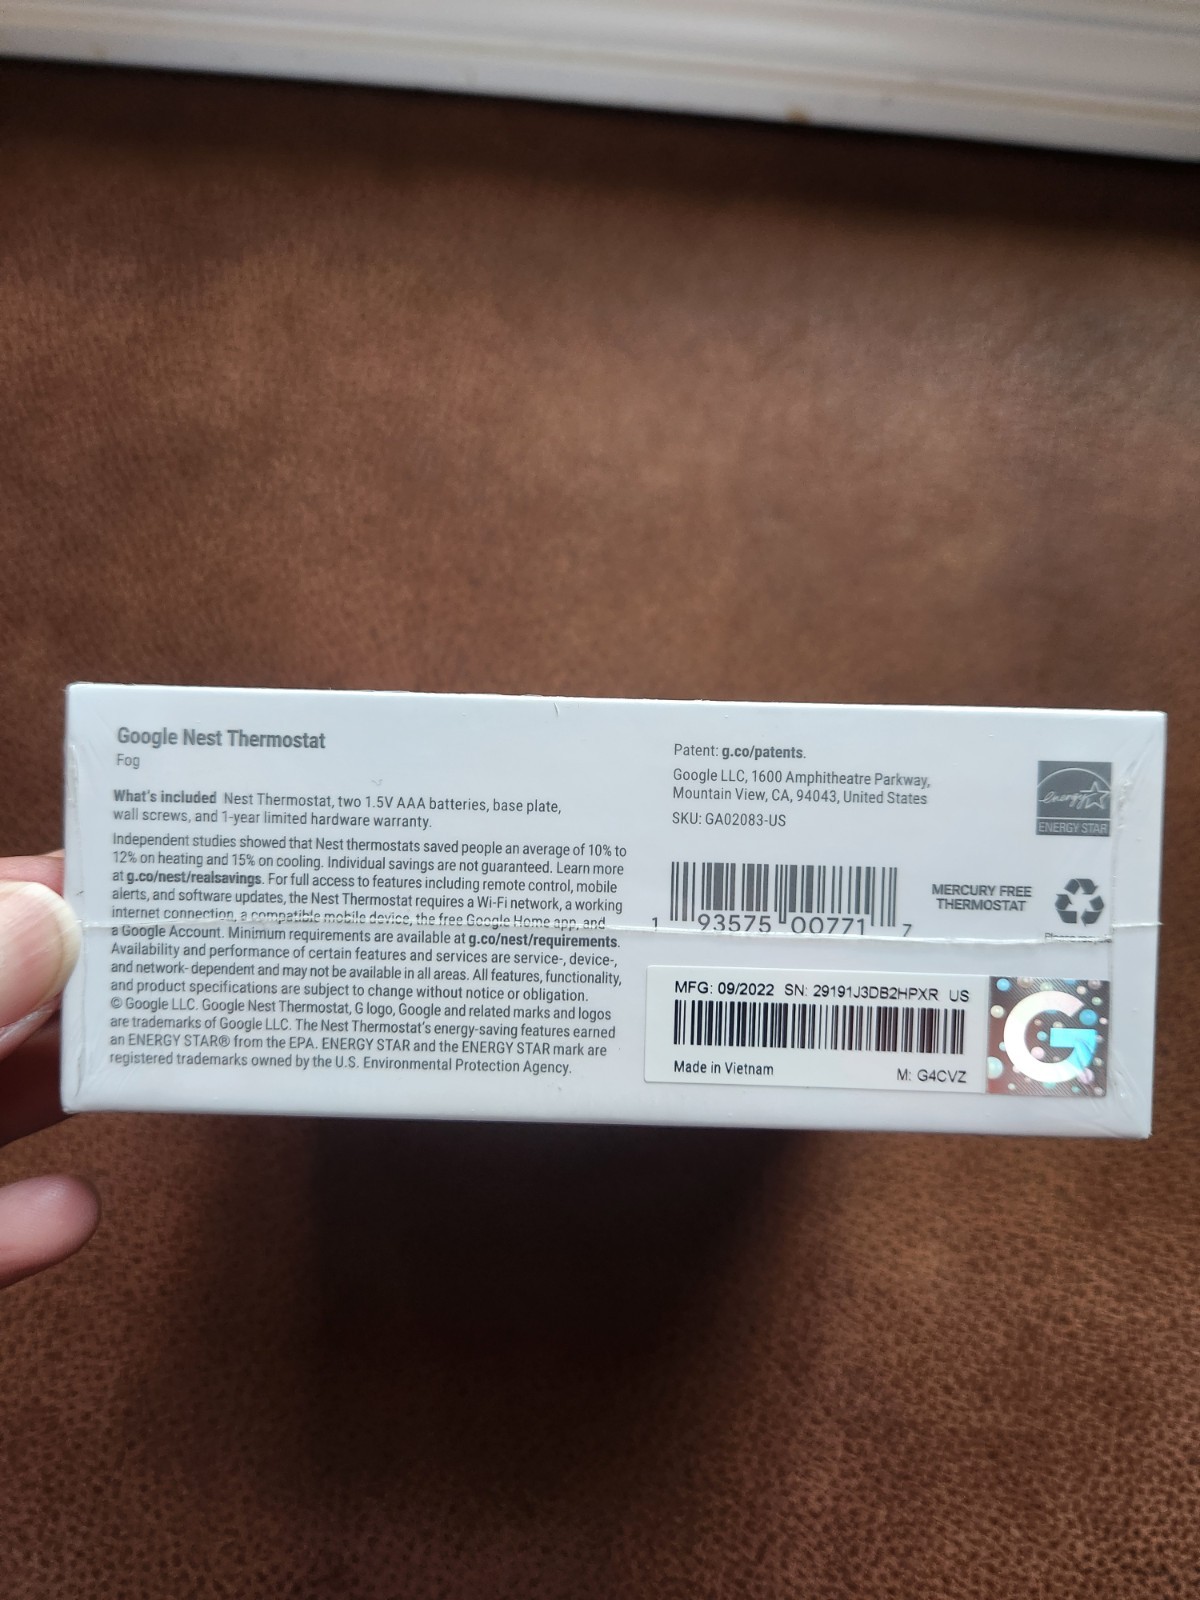 Google Nest Thermostat
Fog
What's included Nest Thermostat, two 1.5V AAA batteries, base plate,
wall screws, and 1-year limited hardware warranty.
Independent studies showed that Nest thermostats saved people an average of 10% to
12% on heating and 15% on cooling. Individual savings are not guaranteed. Learn more
at g.co/nest/realsavings. For full access to features including remote control, mobile
alerts, and software updates, the Nest Thermostat requires a Wi-Fi network, a working
internet connection, a compatible mobile device, the free Google Home app, and
a Google Account. Minimum requirements are available at g.co/nest/requirements.
Availability and performance of certain features and services are service-, device-,
and network- dependent and may not be available in all areas. All features, functionality,
and product specifications are subject to change without notice or obligation.
© Google LLC. Google Nest Thermostat, G logo, Google and related marks and logos
are trademarks of Google LLC. The Nest Thermostat's energy-saving features earned
an ENERGY STAR® from the EPA. ENERGY STAR and the ENERGY STAR mark are
registered trademarks owned by the U.S. Environmental Protection Agency.
Patent: g.co/patents.
Google LLC, 1600 Amphitheatre Parkway,
Mountain View, CA, 94043, United States
SKU: GA02083-US
energy
ENERGY STAR
1 93575 00771 7
MERCURY FREE
THERMOSTAT
Please recycle
MFG: 09/2022 SN: 29191J3DB2HPXR US
Made in Vietnam
M: G4CVZ
G